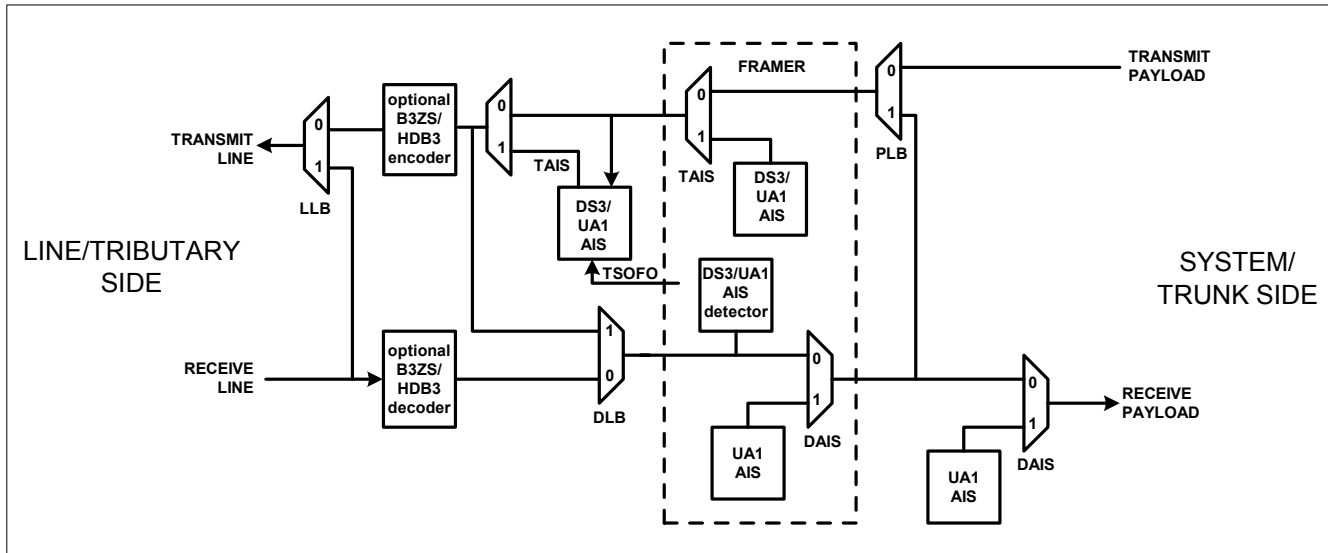 FRAMER
TRANSMIT
PAYLOAD
0
1
PLB
0
1
TAIS
DS3/
UA1
AIS
0
1
TAIS
DS3/
UA1
AIS
TSOFO
optional
B3ZS/
HDB3
encoder
0
1
LLB
TRANSMIT
LINE
LINE/TRIBUTARY
SIDE
SYSTEM/
TRUNK SIDE
DS3/UA1
AIS
detector
RECEIVE
LINE
optional
B3ZS/
HDB3
decoder
1
0
DLB
0
1
DAIS
UA1
AIS
0
1
DAIS
UA1
AIS
RECEIVE
PAYLOAD